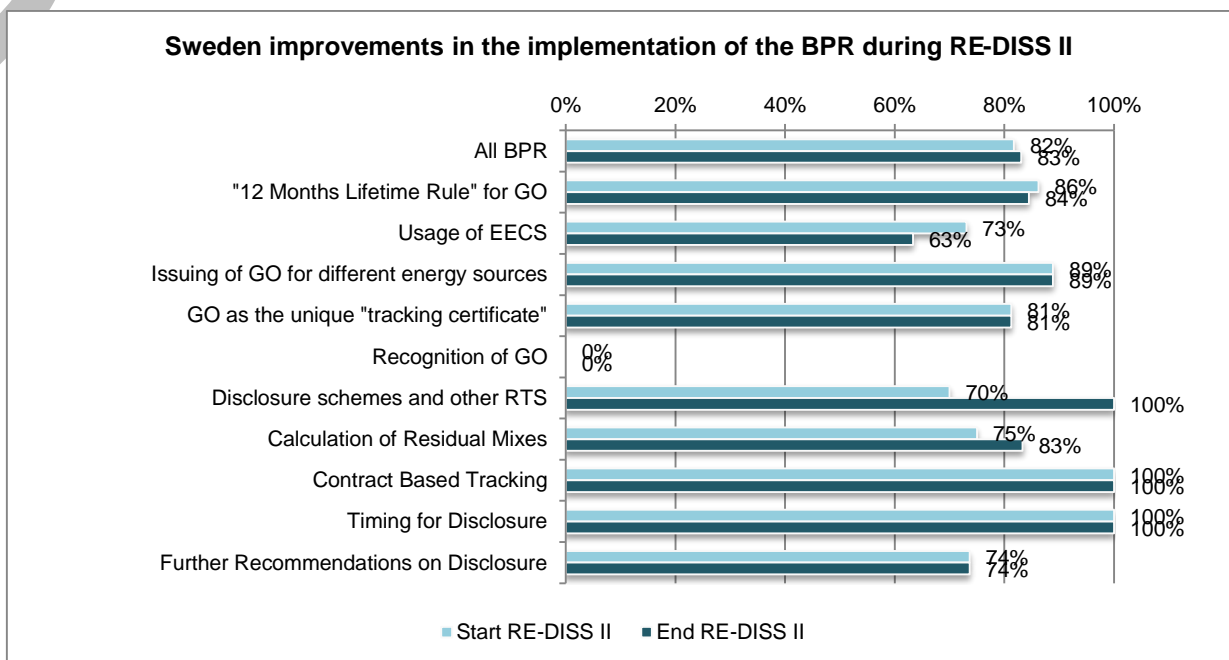 Sweden improvements in the implementation of the BPR during RE-DISS II
0% 20% 40% 60% 80% 100%
All BPR 82%
83%
"12 Months Lifetime Rule" for GO 86%
84%
Usage of EECS 73%
63%
Issuing of GO for different energy sources 89%
89%
GO as the unique "tracking certificate" 81%
81%
Recognition of GO 0%
0%
Disclosure schemes and other RTS 70%
100%
Calculation of Residual Mixes 75%
83%
Contract Based Tracking 100%
100%
Timing for Disclosure 100%
100%
Further Recommendations on Disclosure 74%
74%
Start RE-DISS II End RE-DISS II